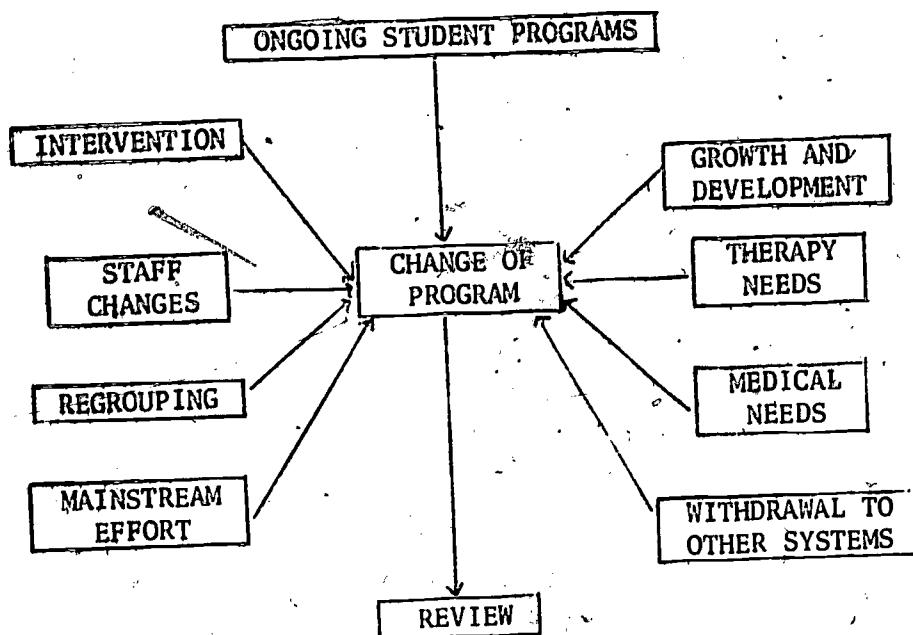 ONGOING STUDENT PROGRAMS
INTERVENTION
GROWTH AND
DEVELOPMENT
STAFF
CHANGES
CHANGE OF
PROGRAM
THERAPY
NEEDS
REGROUPING
MEDICAL
NEEDS
MAINSTREAM
EFFORT
WITHDRAWAL TO
OTHER SYSTEMS
REVIEW